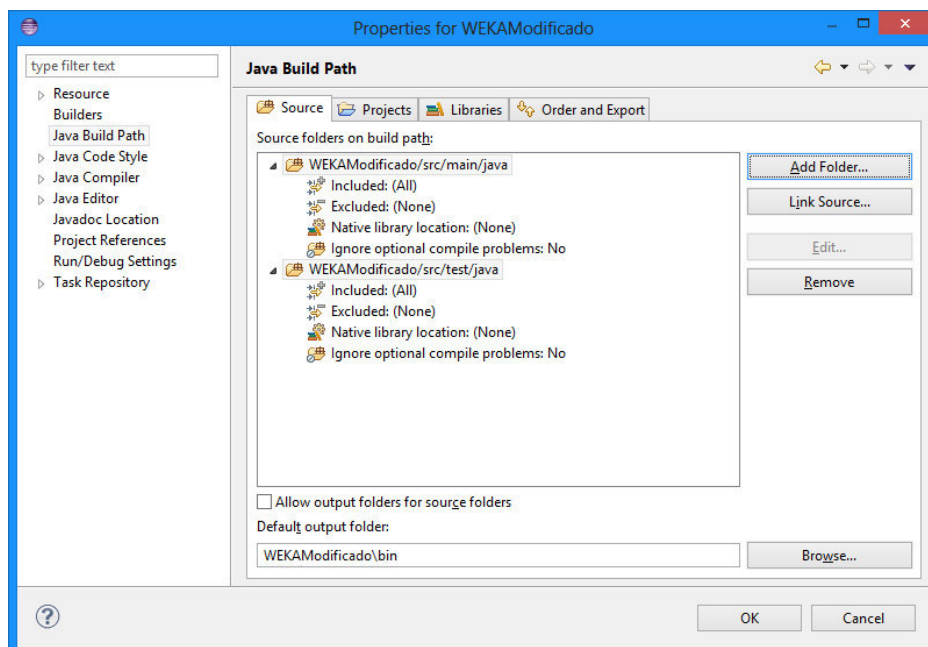 Properties for WEKAModificado
type filter text
Resource
Builders
Java Build Path
Java Code Style
Java Compiler
Java Editor
Javadoc Location
Project References
Run/Debug Settings
Task Repository
Java Build Path
Source Projects Libraries Order and Export
Source folders on build path:
WEKAModificado/src/main/java
Included: (All)
Excluded: (None)
Native library location: (None)
Ignore optional compile problems: No
WEKAModificado/src/test/java
Included: (All)
Excluded: (None)
Native library location: (None)
Ignore optional compile problems: No
Add Folder...
Link Source...
Edit...
Remove
Allow output folders for source folders
Default output folder:
WEKAModificado\bin
Browse...
OK
Cancel